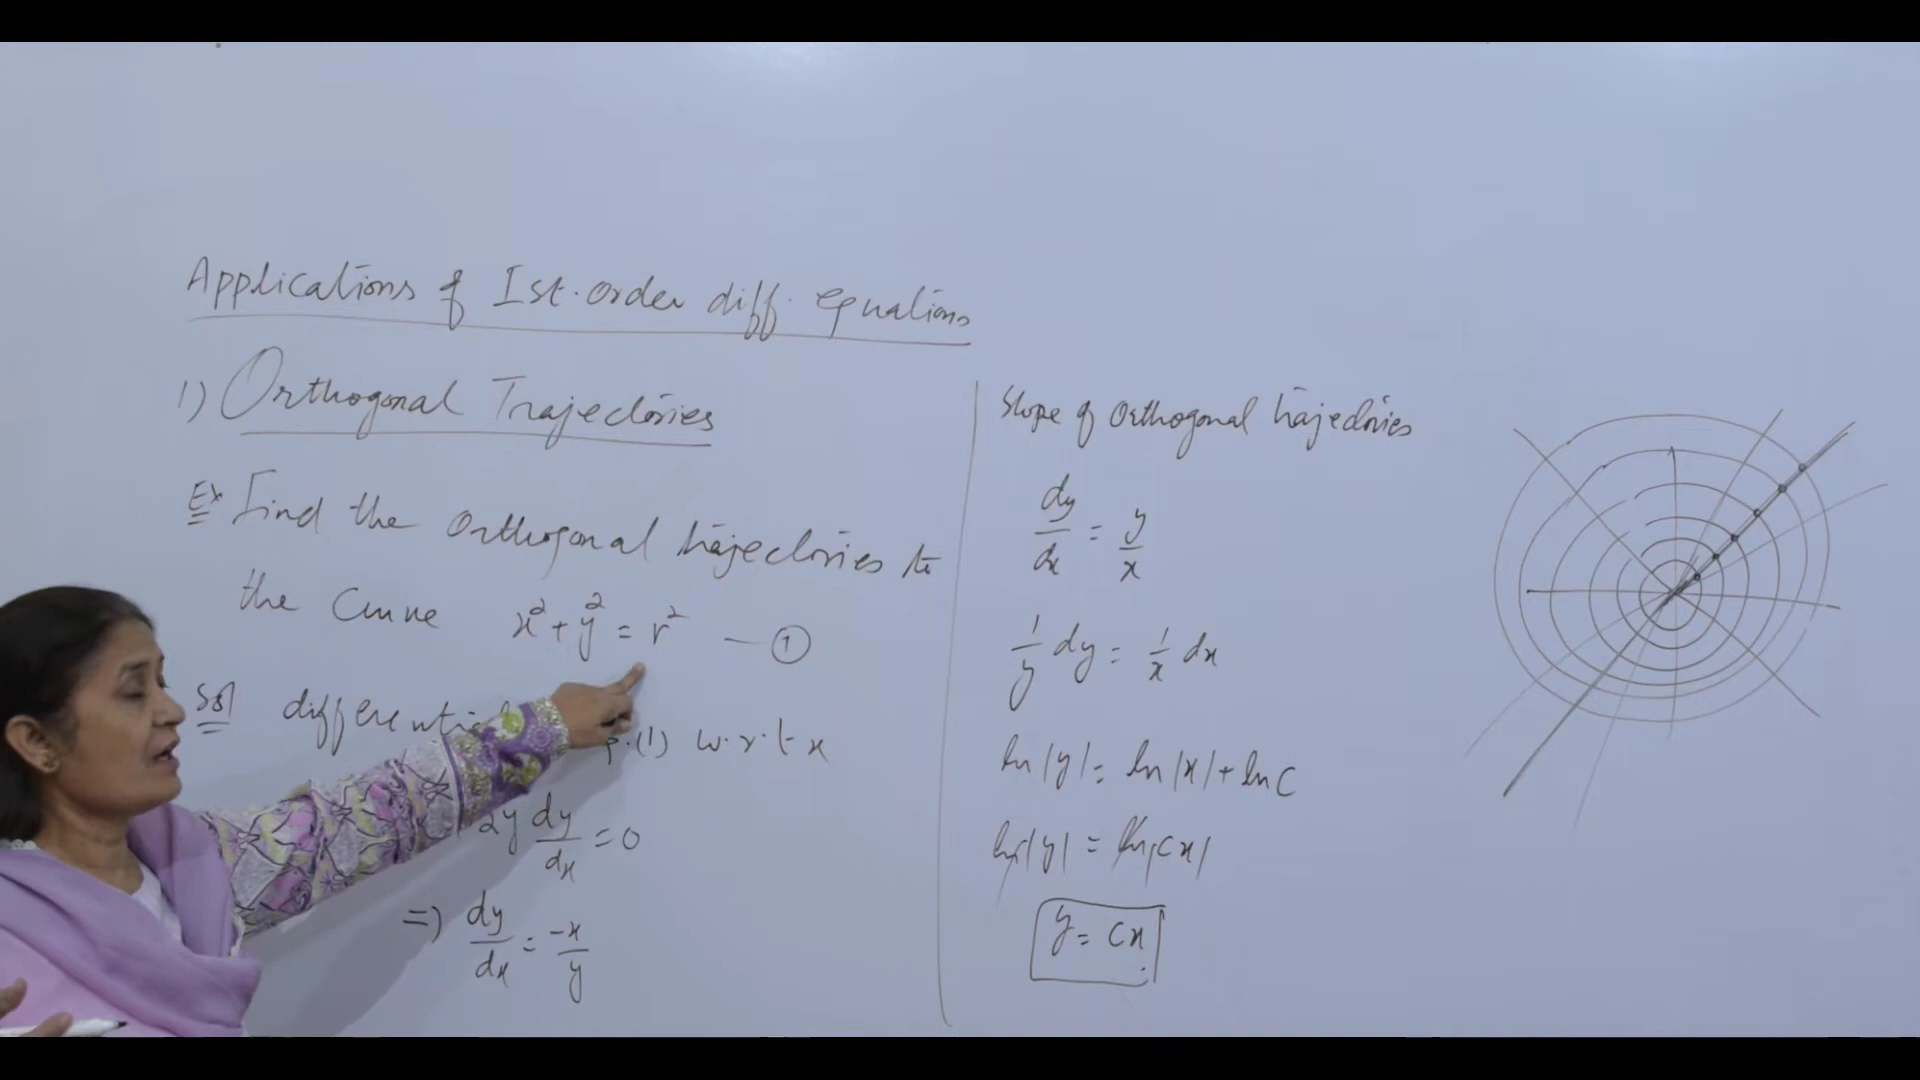 Applications of Ist. order diff. equations
1) Orthogonal Trajectories
Ex Find the orthogonal trajectories to
the Curve x² + y² = r² — ①
Sol differential
(1) w.r.t x
2y dy/dx = 0
=) dy/dx = -x/y
Slope of Orthogonal trajectories
dy/dx = y/x
1/y dy = 1/x dx
ln|y| = ln|x| + ln C
ln|y| = ln|Cx|
y = Cx